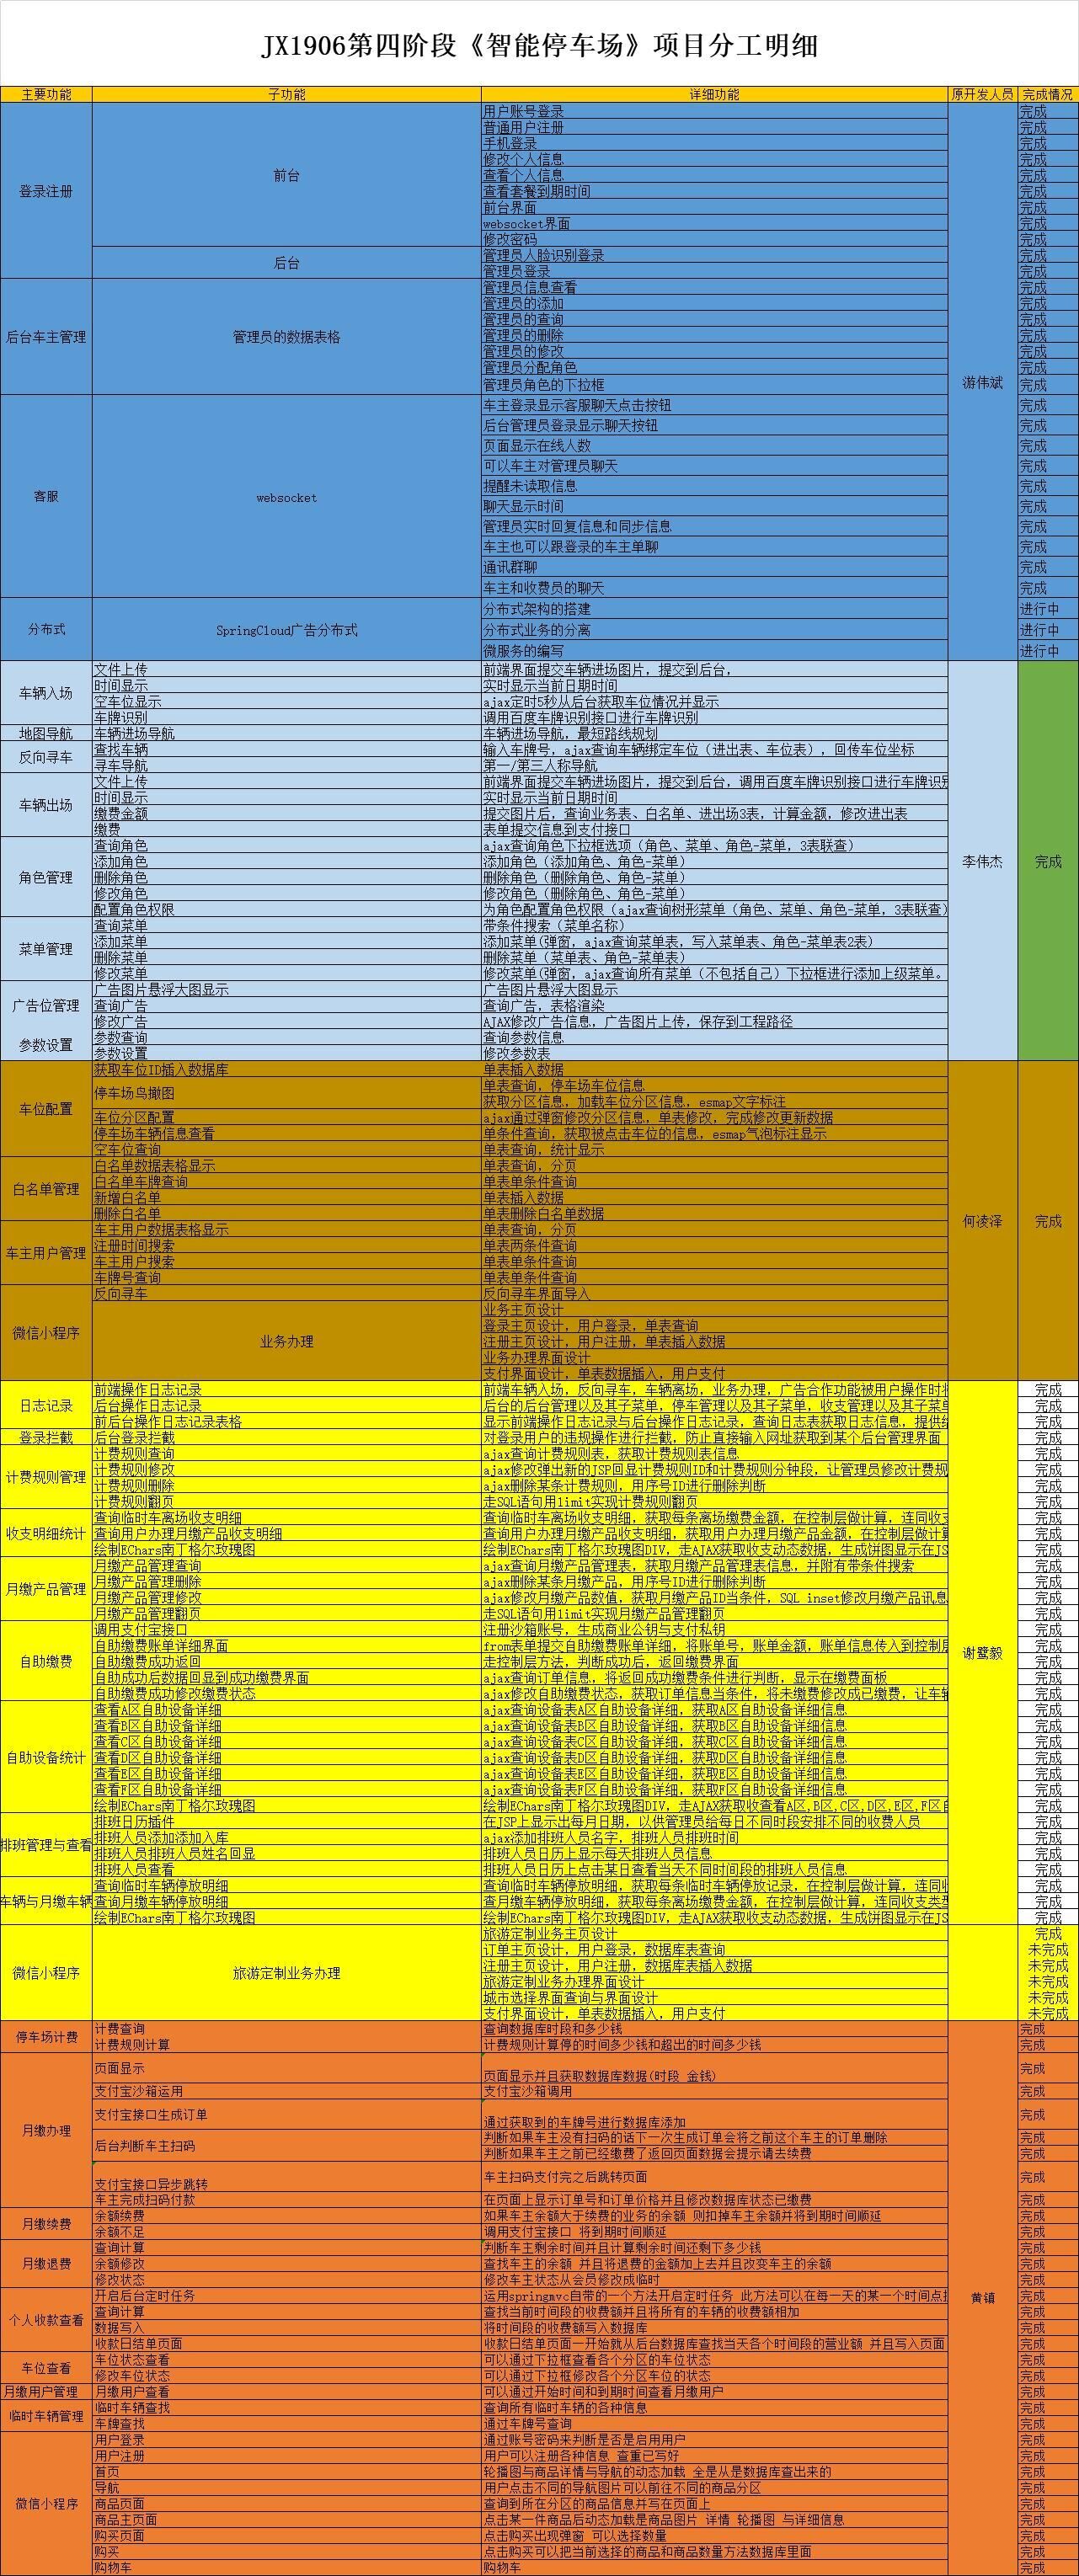 JX1906第四阶段《智能停车场》项目分工明细
主要功能 子功能 详细功能 原开发人员 完成情况
登录注册 前台 用户账号登录 游伟斌 完成
普通用户注册 完成
手机登录 完成
修改个人信息 完成
查看个人信息 完成
查看套餐到期时间 完成
前台界面 完成
websocket界面 完成
修改密码 完成
后台 管理员人脸识别登录 完成
管理员登录 完成
后台车主管理 管理员的数据表格 管理员信息查看 完成
管理员的添加 完成
管理员的查询 完成
管理员的删除 完成
管理员的修改 完成
管理员分配角色 完成
管理员角色的下拉框 完成
客服 websocket 车主登录显示客服聊天点击按钮 完成
后台管理员登录显示聊天按钮 完成
页面显示在线人数 完成
可以车主对管理员聊天 完成
提醒未读取信息 完成
聊天显示时间 完成
管理员实时回复信息和同步信息 完成
车主也可以跟登录的车主单聊 完成
通讯群聊 完成
车主和收费员的聊天 完成
分布式 SpringCloud广告分布式 分布式架构的搭建 进行中
分布式业务的分离 进行中
微服务的编写 进行中
车辆入场 文件上传 前端界面提交车辆进场图片，提交到后台， 李伟杰 完成
时间显示 实时显示当前日期时间
空车位显示 ajax定时5秒从后台获取车位情况并显示
车牌识别 调用百度车牌识别接口进行车牌识别
地图导航 车辆进场导航 车辆进场导航，最短路线规划
反向寻车 查找车辆 输入车牌号，ajax查询车辆绑定车位（进出表、车位表），回传车位坐标
寻车导航 第一/第三人称导航
车辆出场 文件上传 前端界面提交车辆进场图片，提交到后台，调用百度车牌识别接口进行车牌识别
时间显示 实时显示当前日期时间
缴费金额 提交图片后，查询业务表、白名单、进出场3表，计算金额，修改进出表
缴费 表单提交信息到支付接口
角色管理 查询角色 ajax查询角色下拉框选项（角色、菜单、角色-菜单，3表联查）
添加角色 添加角色（添加角色、角色-菜单）
删除角色 删除角色（删除角色、角色-菜单）
修改角色 修改角色（删除角色、角色-菜单）
配置角色权限 为角色配置角色权限（ajax查询树形菜单（角色、菜单、角色-菜单，3表联查）
菜单管理 查询菜单 带条件搜索（菜单名称）
添加菜单 添加菜单(弹窗，ajax查询菜单表，写入菜单表、角色-菜单表2表)
删除菜单 删除菜单（菜单表、角色-菜单表）
修改菜单 修改菜单(弹窗，ajax查询所有菜单（不包括自己）下拉框进行添加上级菜单。
广告位管理 广告图片悬浮大图显示 广告图片悬浮大图显示
查询广告 查询广告，表格渲染
修改广告 AJAX修改广告信息，广告图片上传，保存到工程路径
参数设置 参数查询 查询参数信息
参数设置 修改参数表
车位配置 获取车位ID插入数据库 单表插入数据 何凌泽 完成
停车场鸟瞰图 单表查询，停车场车位信息
获取分区信息，加载车位分区信息，esmap文字标注
车位分区配置 ajax通过弹窗修改分区信息，单表修改，完成修改更新数据
停车场车辆信息查看 单条件查询，获取被点击车位的信息，esmap气泡标注显示
空车位查询 单表查询，统计显示
白名单管理 白名单数据表格显示 单表查询，分页
白名单车牌查询 单表单条件查询
新增白名单 单表插入数据
删除白名单 单表删除白名单数据
车主用户管理 车主用户数据表格显示 单表查询，分页
注册时间搜索 单表两条件查询
车主用户搜索 单表单条件查询
车牌号查询 单表单条件查询
微信小程序 反向寻车 反向寻车界面导入
业务办理 业务主页设计
登录主页设计，用户登录，单表查询
注册主页设计，用户注册，单表插入数据
业务办理界面设计
支付界面设计，单表数据插入，用户支付
日志记录 前端操作日志记录 前端车辆入场，反向寻车，车辆离场，业务办理，广告合作功能被用户操作时 完成
后台操作日志记录 后台的后台管理以及其子菜单，停车管理以及其子菜单，收支管理以及其子菜单 完成
前后台操作日志记录表格 显示前端操作日志记录与后台操作日志记录，查询日志表获取日志信息，提供 完成
登录拦截 后台登录拦截 对登录用户的违规操作进行拦截，防止直接输入网址获取到某个后台管理界面 完成
计费规则管理 计费规则查询 ajax查询计费规则表，获取计费规则表信息 完成
计费规则修改 ajax修改弹出新的JSP回显计费规则ID和计费规则分钟段，让管理员修改计费规 完成
计费规则删除 ajax删除某条计费规则，用序号ID进行删除判断 完成
计费规则翻页 走SQL语句用limit实现计费规则翻页 完成
收支明细统计 查询临时车离场收支明细 查询临时车离场收支明细，获取每条离场缴费金额，在控制层做计算，连同收支 完成
查询用户办理月缴产品收支明细 查询用户办理月缴产品收支明细，获取用户办理月缴产品金额，在控制层做计算 完成
绘制EChars南丁格尔玫瑰图 绘制EChars南丁格尔玫瑰图DIV，走AJAX获取收支动态数据，生成饼图显示在JS 完成
月缴产品管理 月缴产品管理查询 ajax查询月缴产品管理表，获取月缴产品管理表信息，并附有带条件搜索 完成
月缴产品管理删除 ajax删除某条月缴产品，用序号ID进行删除判断 完成
月缴产品管理修改 ajax修改月缴产品数值，获取月缴产品ID当条件，SQL inset修改月缴产品讯息 完成
月缴产品管理翻页 走SQL语句用limit实现月缴产品管理翻页 完成
自助缴费 调用支付宝接口 注册沙箱账号，生成商业公钥与支付私钥 完成
自助缴费账单详细界面 from表单提交自助缴费账单详细，将账单号，账单金额，账单信息传入到控制层 完成
自助缴费成功返回 走控制层方法，判断成功后，返回缴费界面 完成
自助成功后数据回显到成功缴费界面 ajax查询订单信息，将返回成功缴费条件进行判断，显示在缴费面板 完成
自助缴费成功修改缴费状态 ajax修改自助缴费状态，获取订单信息当条件，将未缴费修改成已缴费，让车辆 完成
自助设备统计 查看A区自助设备详细 ajax查询设备表A区自助设备详细，获取A区自助设备详细信息 完成
查看B区自助设备详细 ajax查询设备表B区自助设备详细，获取B区自助设备详细信息 完成
查看C区自助设备详细 ajax查询设备表C区自助设备详细，获取C区自助设备详细信息 完成
查看D区自助设备详细 ajax查询设备表D区自助设备详细，获取D区自助设备详细信息 完成
查看E区自助设备详细 ajax查询设备表E区自助设备详细，获取E区自助设备详细信息 完成
查看F区自助设备详细 ajax查询设备表F区自助设备详细，获取F区自助设备详细信息 完成
绘制EChars南丁格尔玫瑰图 绘制EChars南丁格尔玫瑰图DIV，走AJAX获取收查看A区,B区,C区,D区,E区,F区 完成
排班管理与查看 排班日历插件 在JSP上显示出每月日期，以供管理员给每日不同时段安排不同的收费人员 完成
排班人员添加添加入库 ajax添加排班人员名字，排班人员排班时间 完成
排班人员排班人员姓名回显 排班人员日历上显示每天排班人员信息 完成
排班人员查看 排班人员日历上点击某日查看当天不同时间段的排班人员信息 完成
车辆与月缴车辆 查询临时车辆停放明细 查询临时车辆停放明细，获取每条临时车辆停放记录，在控制层做计算，连同 完成
查询月缴车辆停放明细 查月缴车辆停放明细，获取每条离场缴费金额，在控制层做计算，连同收支类 完成
绘制EChars南丁格尔玫瑰图 绘制EChars南丁格尔玫瑰图DIV，走AJAX获取收支动态数据，生成饼图显示在JS 完成
微信小程序 旅游定制业务办理 旅游定制业务主页设计 完成
订单主页设计，用户登录，数据库表查询 未完成
注册主页设计，用户注册，数据库表插入数据 未完成
旅游定制业务办理界面设计 未完成
城市选择界面查询与界面设计 未完成
支付界面设计，单表数据插入，用户支付 未完成
停车场计费 计费查询 查询数据库时段和多少钱 黄镇 完成
计费规则计算 计费规则计算停的时间多少钱和超出的时间多少钱 完成
月缴办理 页面显示 页面显示并且获取数据库数据(时段 金钱) 完成
支付宝沙箱运用 支付宝沙箱调用 完成
支付宝接口生成订单 通过获取到的车牌号进行数据库添加 完成
后台判断车主扫码 判断如果车主没有扫码的话下一次生成订单会将之前这个车主的订单删除 完成
判断如果车主之前已经缴费了返回页面数据会提示请去续费 完成
支付宝接口异步跳转 车主扫码支付完之后跳转页面 完成
车主完成扫码付款 在页面上显示订单号和订单价格并且修改数据库状态已缴费 完成
月缴续费 余额续费 如果车主余额大于续费的业务的余额 则扣掉车主余额并将到期时间顺延 完成
余额不足 调用支付宝接口 将到期时间顺延 完成
月缴退费 查询计算 判断车主剩余时间并且计算剩余时间还剩下多少钱 完成
余额修改 查找车主的余额 并且将退费的金额加上去并且改变车主的余额 完成
修改状态 修改车主状态从会员修改成临时 完成
个人收款查看 开启后台定时任务 运用springmvc自带的一个方法开启定时任务 此方法可以在每一天的某一个时间点 完成
查询计算 查找当前时间段的收费额并且将所有的车辆的收费额相加 完成
数据写入 将时间段的收费额写入数据库 完成
收款日结单页面 收款日结单页面一开始就从后台数据库查找当天各个时间段的营业额 并且写入页面 完成
车位查看 车位状态查看 可以通过下拉框查看各个分区的车位状态 完成
修改车位状态 可以通过下拉框修改各个分区车位的状态 完成
月缴用户管理 月缴用户查看 可以通过开始时间和到期时间查看月缴用户 完成
临时车辆管理 临时车辆查找 查询所有临时车辆的各种信息 完成
车牌查找 通过车牌号查询 完成
微信小程序 用户登录 通过账号密码来判断是否是启用用户 完成
用户注册 用户可以注册各种信息 查重已写好 完成
首页 轮播图与商品详情与导航的动态加载 全是从是数据库查出来的 完成
导航 用户点击不同的导航图片可以前往不同的商品分区 完成
商品页面 查询到所在分区的商品信息并写在页面上 完成
商品主页面 点击某一件商品后动态加载是商品图片 详情 轮播图 与详细信息 完成
购买页面 点击购买出现弹窗 可以选择数量 完成
购买 点击购买可以把当前选择的商品和商品数量方法数据库里面 完成
购物车 购物车 完成